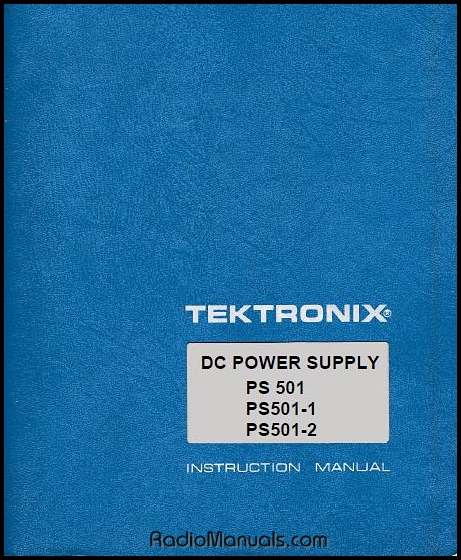 TEKTRONIX®
DC POWER SUPPLY
PS 501
PS501-1
PS501-2
INSTRUCTION MANUAL
RadioManuals.com